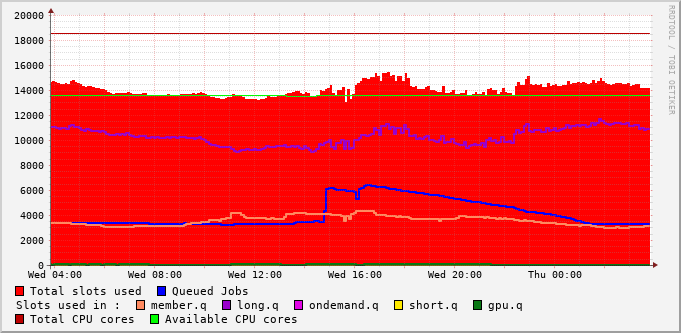 RRDTOOL / TOBI OETIKER
20000
18000
16000
14000
12000
10000
8000
6000
4000
2000
0
Wed 04:00 Wed 08:00 Wed 12:00 Wed 16:00 Wed 20:00 Thu 00:00
Total slots used Queued Jobs
Slots used in : member.q long.q ondemand.q short.q gpu.q
Total CPU cores Available CPU cores